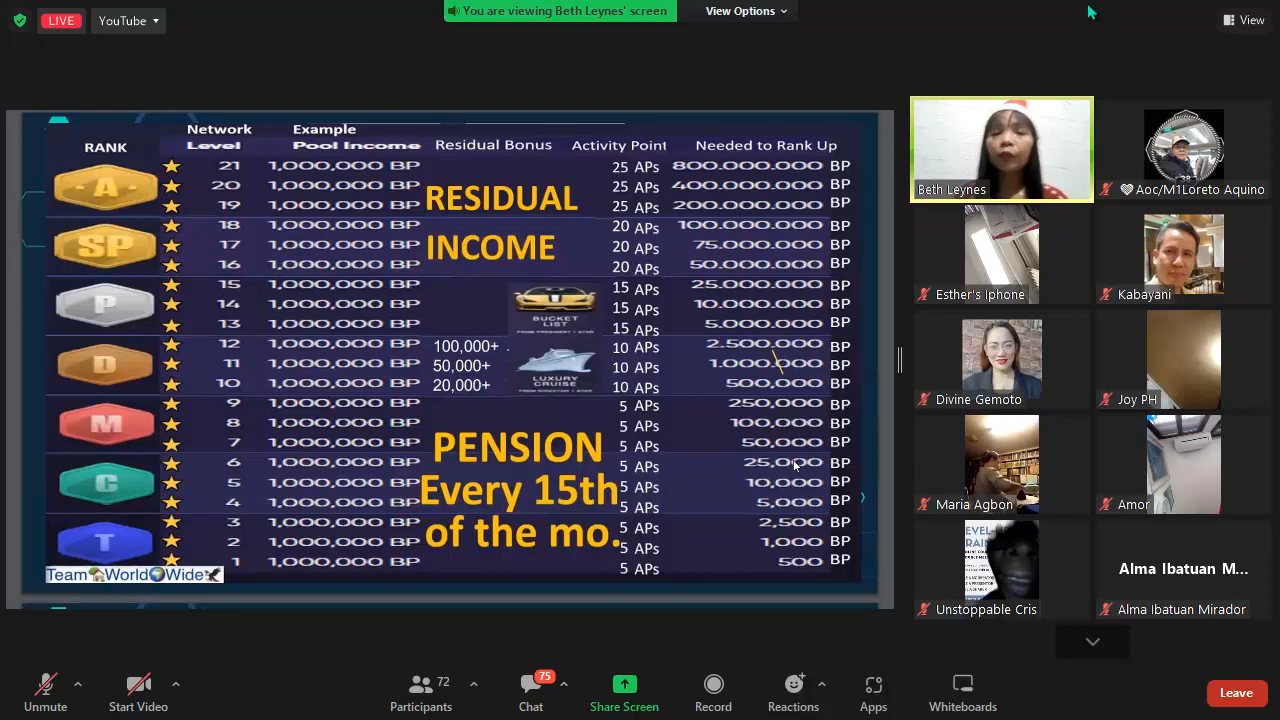 LIVE
YouTube
You are viewing Beth Leynes' screen
View Options
View
RANK
Network Level
Example Pool Income
Residual Bonus
Activity Point
Needed to Rank Up
A
21 1,000,000 BP 25 APs 800.000.000 BP
20 1,000,000 BP 25 APs 400.000.000 BP
19 1,000,000 BP 25 APs 200.000.000 BP
SP
18 1,000,000 BP 20 APs 100.000.000 BP
17 1,000,000 BP 20 APs 75.000.000 BP
16 1,000,000 BP 20 APs 50.000.000 BP
RESIDUAL
INCOME
P
15 1,000,000 BP 15 APs 25.000.000 BP
14 1,000,000 BP 15 APs 10.000.000 BP
13 1,000,000 BP 15 APs 5.000.000 BP
BUCKET
LIST
D
12 1,000,000 BP 100,000+ 10 APs 2.500.000 BP
11 1,000,000 BP 50,000+ 10 APs 1.000.000 BP
10 1,000,000 BP 20,000+ 10 APs 500,000 BP
LUXURY
CRUISE
M
9 1,000,000 BP 5 APs 250,000 BP
8 1,000,000 BP 5 APs 100,000 BP
7 1,000,000 BP 5 APs 50,000 BP
C
6 1,000,000 BP 5 APs 25,000 BP
5 1,000,000 BP 5 APs 10,000 BP
4 1,000,000 BP 5 APs 5,000 BP
T
3 1,000,000 BP 5 APs 2,500 BP
2 1,000,000 BP 5 APs 1,000 BP
1 1,000,000 BP 5 APs 500 BP
PENSION
Every 15th
of the mo.
Team World Wide
Beth Leynes
Aoc/M1Loreto Aquino
Esther's Iphone
Kabayani
Divine Gemoto
Joy PH
Maria Agbon
Amor
Unstoppable Cris
Alma Ibatuan M...
Alma Ibatuan Mirador
Unmute
Start Video
72
Participants
75
Chat
Share Screen
Record
Reactions
Apps
Whiteboards
Leave